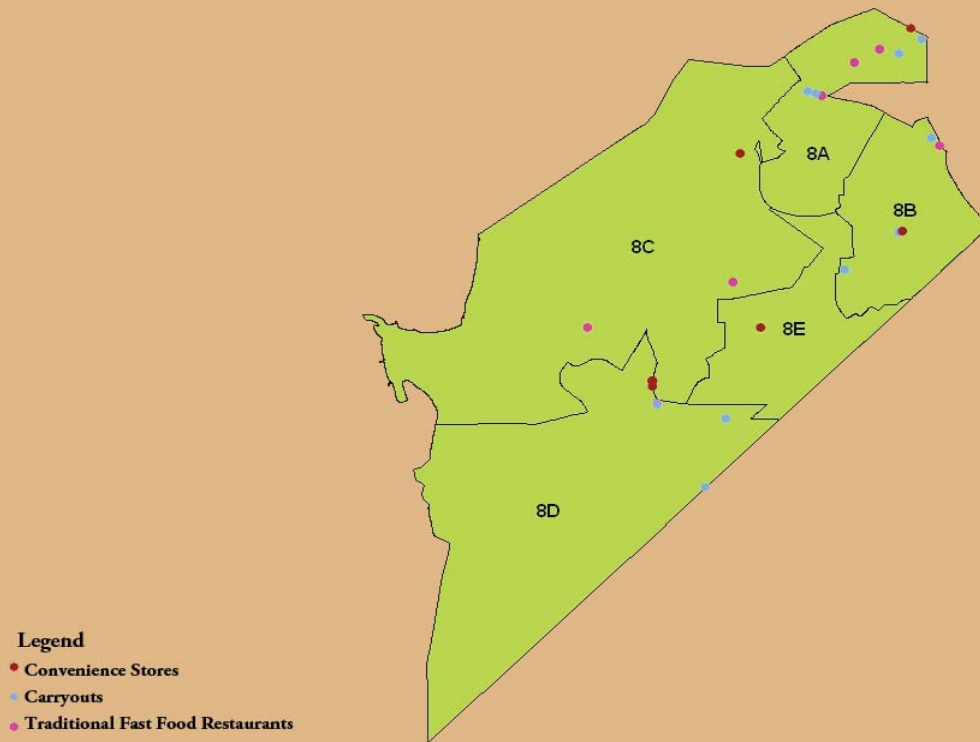 8A
8B
8C
8E
8D
Legend
Convenience Stores
Carryouts
Traditional Fast Food Restaurants